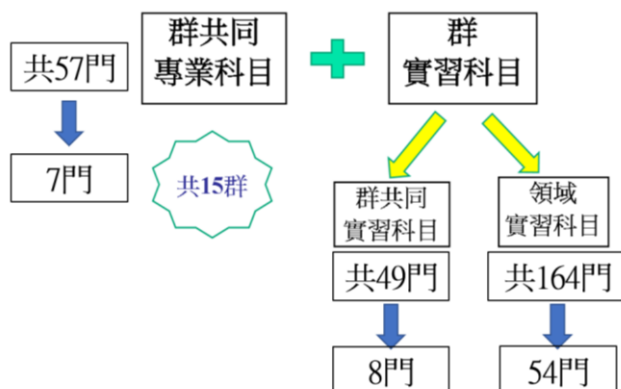 共57門
群共同
專業科目
群
實習科目
7門
共15群
群共同
實習科目
領域
實習科目
共49門
共164門
8門
54門